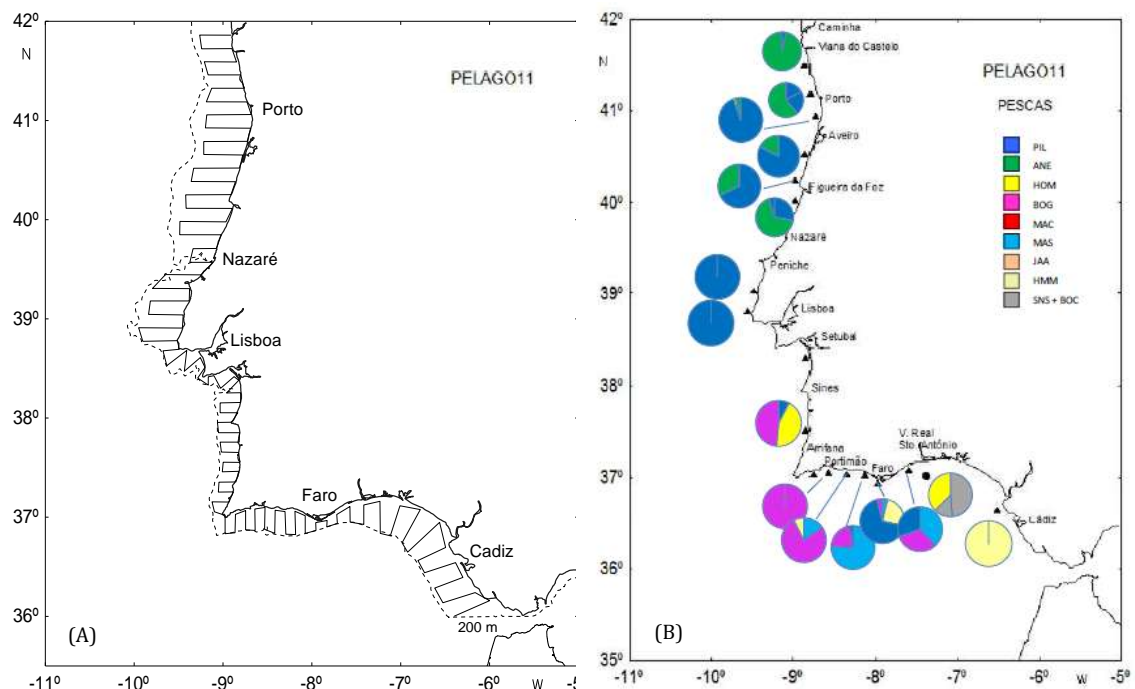 42º
N
PELAGO11
41º
Porto
40º
Nazaré
39º
Lisboa
38º
Faro
37º
Cadiz
36º
200 m
(A)
-10º
-9º
-8º
-7º
-6º
W
-5º
42º
Caminha
Viana do Castelo
N
PELAGO11
41º
Porto
PESCAS
Aveiro
PIL
ANE
HOM
BOG
MAC
MAS
JAA
HMM
SNS + BOC
40º
Figueira da Foz
Nazaré
Peniche
39º
Lisboa
Setubal
38º
Sines
Arrifana
V. Real
Sto. António
Portimão
Faro
37º
Cádiz
36º
(B)
35º
-10º
-9º
-8º
-7º
-6º
W
-5º